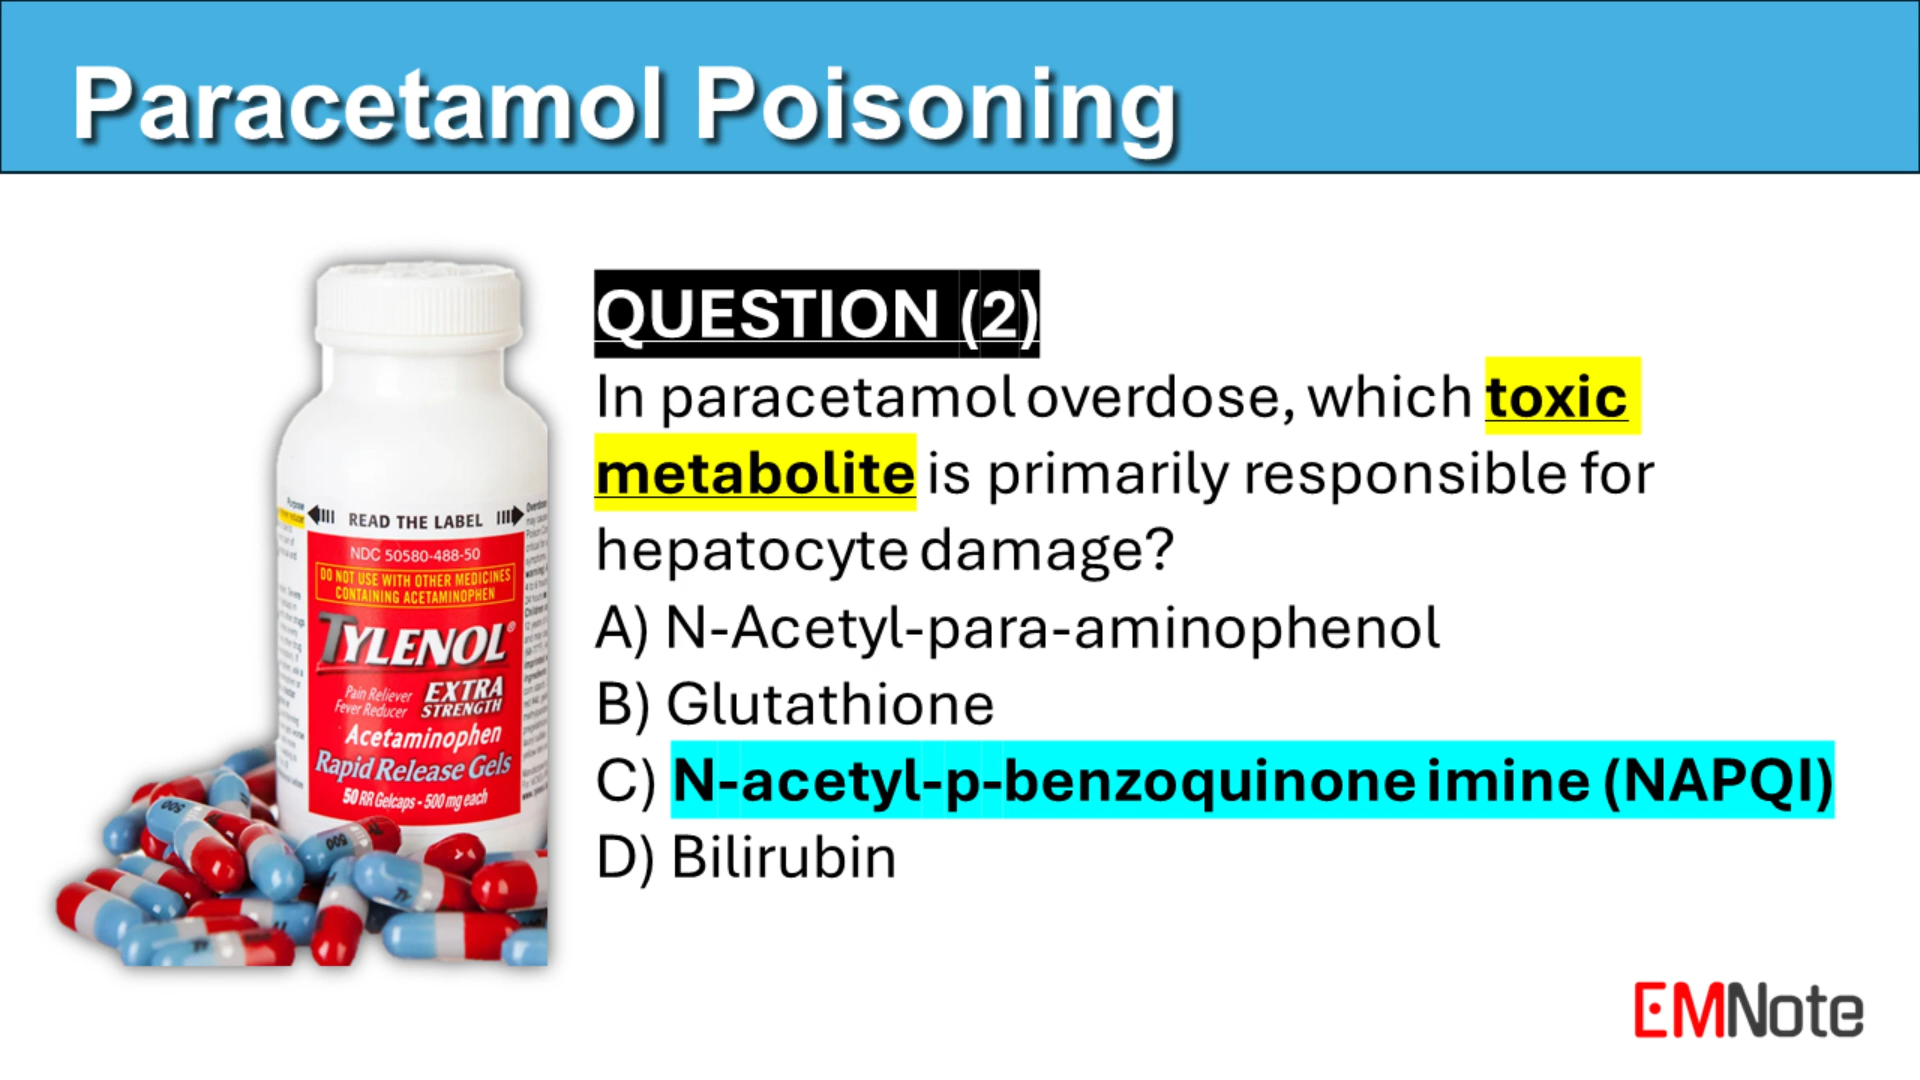 Paracetamol Poisoning
QUESTION (2)
In paracetamol overdose, which toxic
metabolite is primarily responsible for
hepatocyte damage?
A) N-Acetyl-para-aminophenol
B) Glutathione
C) N-acetyl-p-benzoquinone imine (NAPQI)
D) Bilirubin
READ THE LABEL
NDC 50580-488-50
DO NOT USE WITH OTHER MEDICINES
CONTAINING ACETAMINOPHEN
TYLENOL®
Pain Reliever
Fever Reducer
EXTRA
STRENGTH
Acetaminophen
Rapid Release Gels
50 RR Gelcaps - 500 mg each
Purpose
500
500
EMNote